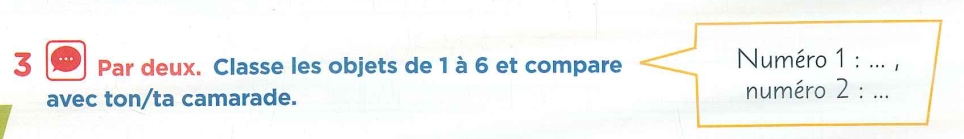 3 Par deux. Classe les objets de 1 à 6 et compare
avec ton/ta camarade.
Numéro 1 : ... ,
numéro 2 : ...